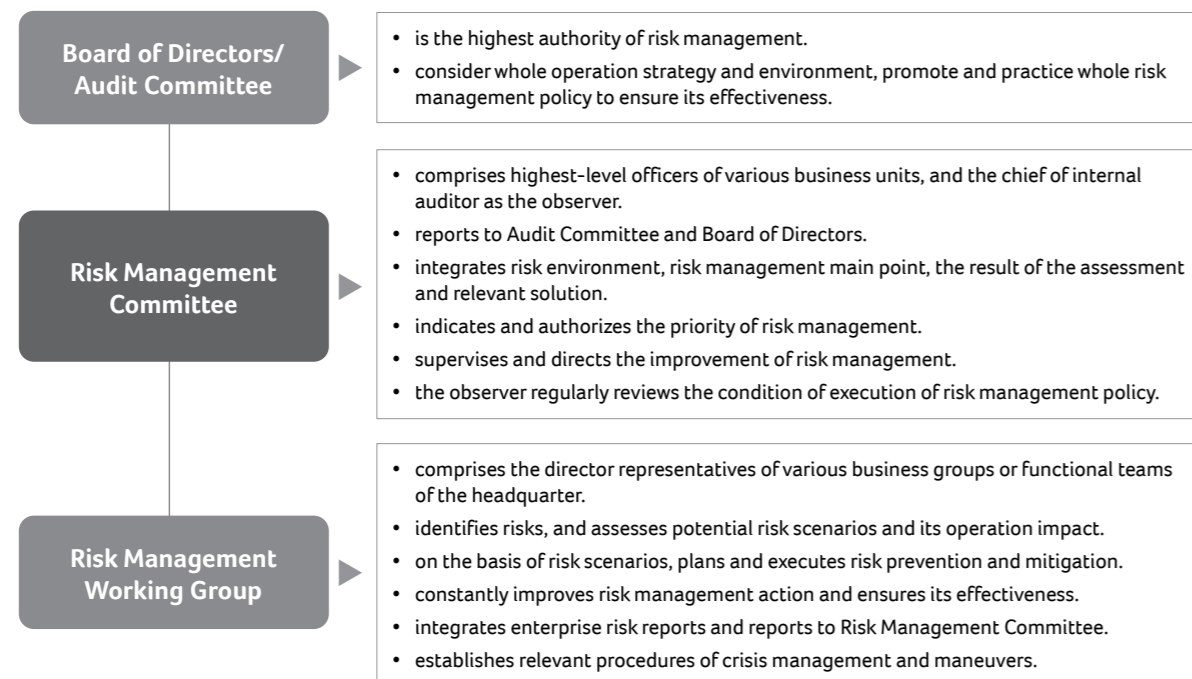 Board of Directors/
Audit Committee
• is the highest authority of risk management.
• consider whole operation strategy and environment, promote and practice whole risk
management policy to ensure its effectiveness.
Risk Management
Committee
• comprises highest-level officers of various business units, and the chief of internal
auditor as the observer.
• reports to Audit Committee and Board of Directors.
• integrates risk environment, risk management main point, the result of the assessment
and relevant solution.
• indicates and authorizes the priority of risk management.
• supervises and directs the improvement of risk management.
• the observer regularly reviews the condition of execution of risk management policy.
Risk Management
Working Group
• comprises the director representatives of various business groups or functional teams
of the headquarter.
• identifies risks, and assesses potential risk scenarios and its operation impact.
• on the basis of risk scenarios, plans and executes risk prevention and mitigation.
• constantly improves risk management action and ensures its effectiveness.
• integrates enterprise risk reports and reports to Risk Management Committee.
• establishes relevant procedures of crisis management and maneuvers.